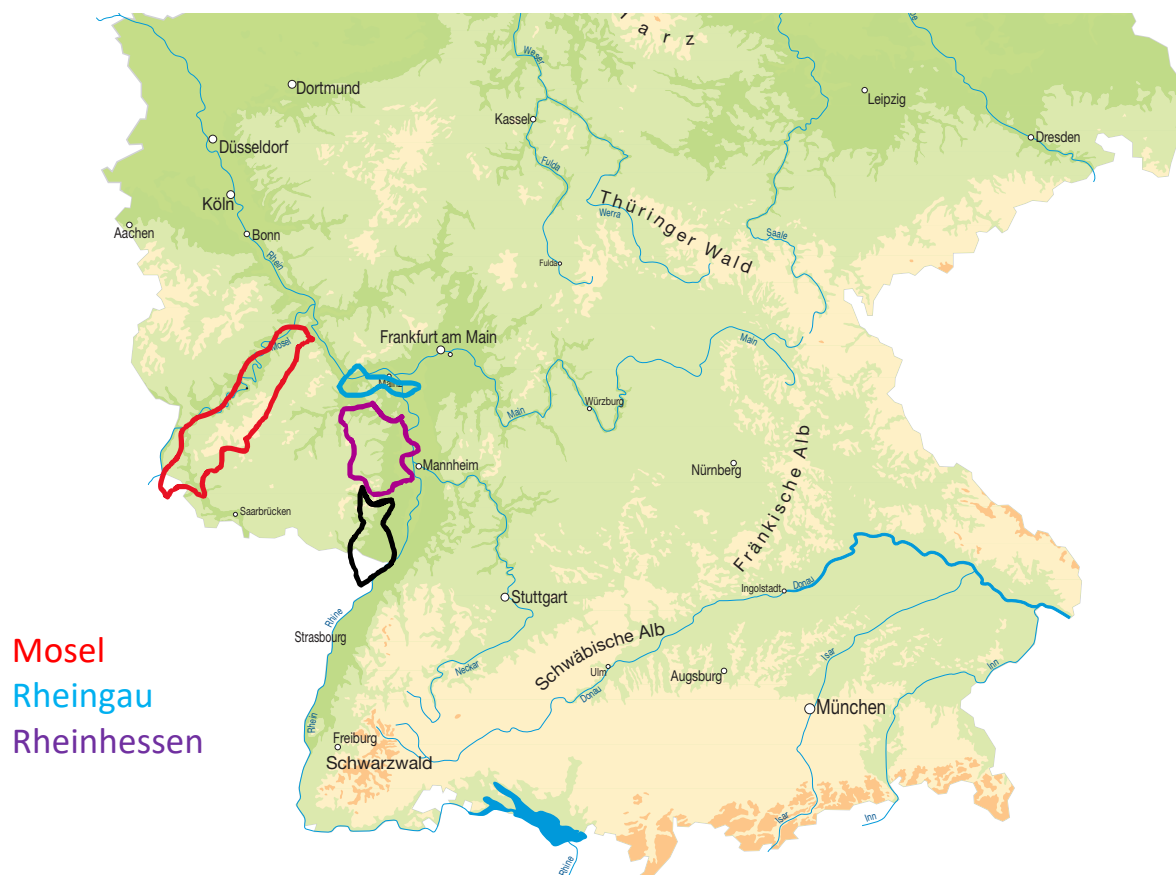 arz
Weser
Dortmund
Leipzig
Kassel
Dresden
Düsseldorf
Fulda
Köln
Thüringer Wald
Werra
Aachen
Bonn
Saale
Rhein
Fulda
Frankfurt am Main
Mosel
Main
Main
Würzburg
Mannheim
Nürnberg
Fränkische Alb
Saarbrücken
Ingolstadt
Donau
Stuttgart
Rhine
Strasbourg
Mosel
Schwäbische Alb
Isar
Neckar
Ulm
Augsburg
Inn
Rheingau
Donau
München
Rhein
Freiburg
Rheinhessen
Schwarzwald
Isar
Inn
Rhine